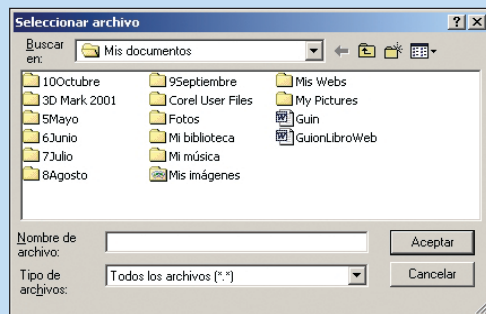 Seleccionar archivo
Buscar
en:
Mis documentos
10Octubre
3D Mark 2001
5Mayo
6Junio
7Julio
8Agosto
9Septiembre
Corel User Files
Fotos
Mi biblioteca
Mi música
Mis imágenes
Mis Webs
My Pictures
Guin
GuionLibroWeb
Nombre de
archivo:
Aceptar
Tipo de
archivos:
Todos los archivos (*.*)
Cancelar